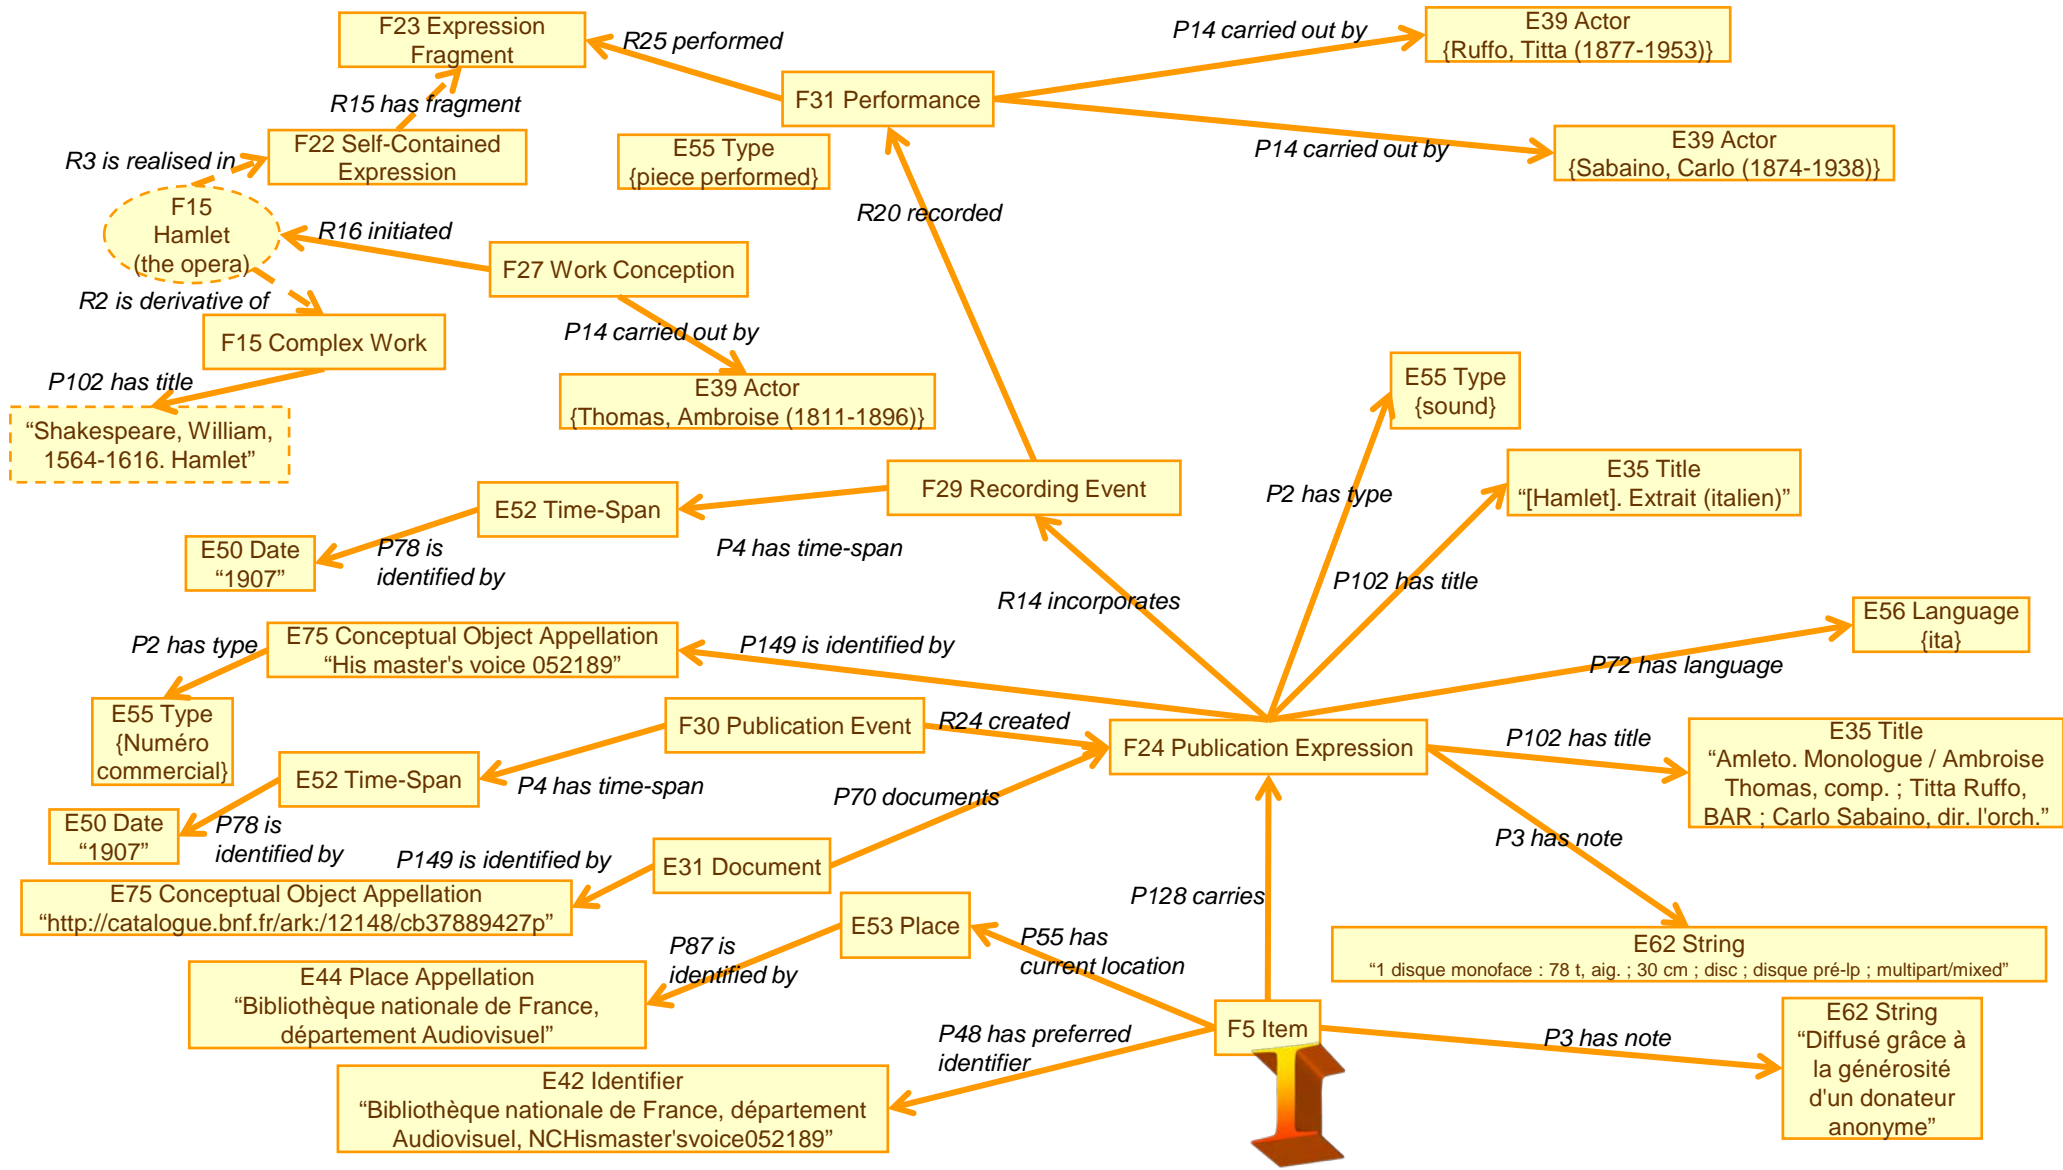 F23 Expression
Fragment
R25 performed
P14 carried out by
E39 Actor
{Ruffo, Titta (1877-1953)}
R15 has fragment
F31 Performance
F22 Self-Contained
Expression
R3 is realised in
E55 Type
{piece performed}
P14 carried out by
E39 Actor
{Sabaino, Carlo (1874-1938)}
F15
Hamlet
(the opera)
R16 initiated
R20 recorded
F27 Work Conception
R2 is derivative of
F15 Complex Work
P14 carried out by
P102 has title
E39 Actor
{Thomas, Ambroise (1811-1896)}
“Shakespeare, William,
1564-1616. Hamlet”
E55 Type
{sound}
F29 Recording Event
P2 has type
E35 Title
“[Hamlet]. Extrait (italien)”
E52 Time-Span
P4 has time-span
P78 is
identified by
E50 Date
“1907”
R14 incorporates
P102 has title
P2 has type
E75 Conceptual Object Appellation
“His master's voice 052189”
P149 is identified by
E56 Language
{ita}
P72 has language
E55 Type
{Numéro
commercial}
F30 Publication Event
R24 created
F24 Publication Expression
P102 has title
E35 Title
“Amleto. Monologue / Ambroise
Thomas, comp. ; Titta Ruffo,
BAR ; Carlo Sabaino, dir. l'orch.”
E52 Time-Span
P4 has time-span
P70 documents
E50 Date
“1907”
P78 is
identified by
P3 has note
P149 is identified by
E31 Document
E75 Conceptual Object Appellation
“http://catalogue.bnf.fr/ark:/12148/cb37889427p”
P128 carries
E53 Place
P55 has
current location
P87 is
identified by
E62 String
“1 disque monoface : 78 t, aig. ; 30 cm ; disc ; disque pré-lp ; multipart/mixed”
E44 Place Appellation
“Bibliothèque nationale de France,
département Audiovisuel”
F5 Item
P48 has preferred
identifier
P3 has note
E62 String
“Diffusé grâce à
la générosité
d'un donateur
anonyme”
E42 Identifier
“Bibliothèque nationale de France, département
Audiovisuel, NCHismaster'svoice052189”